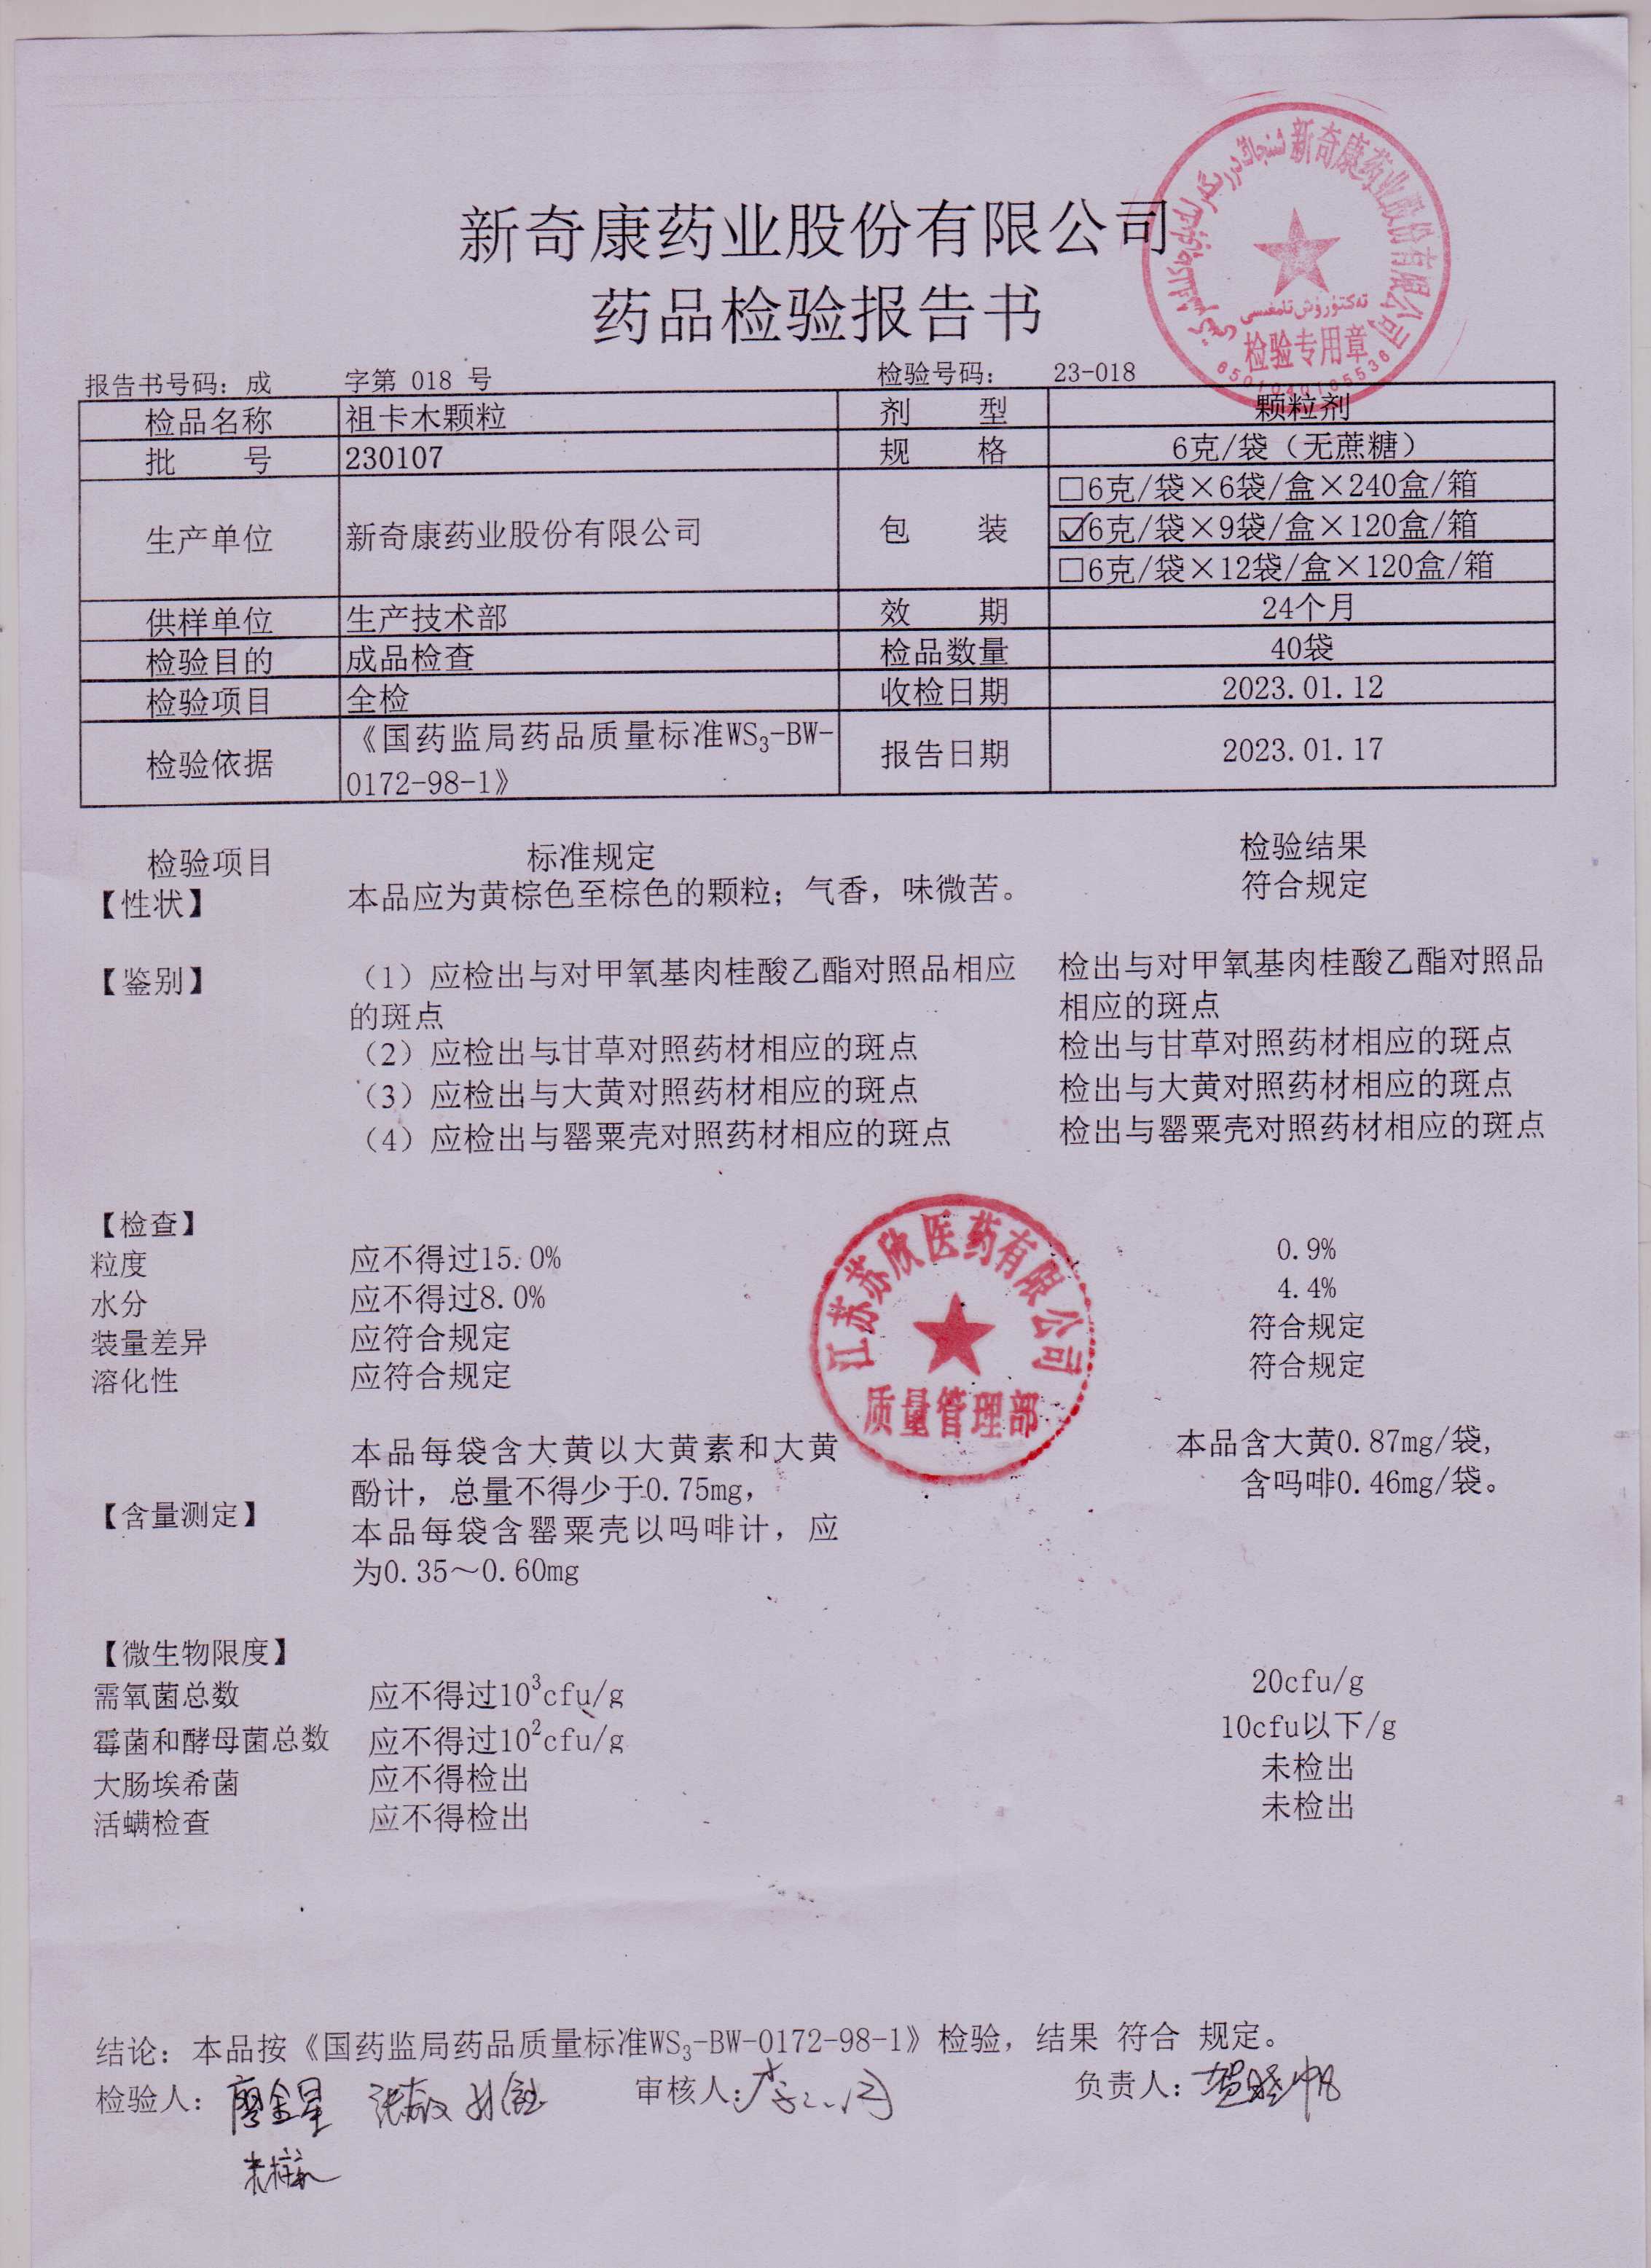 新奇康药业股份有限公司
药品检验报告书
新奇康药业股份有限公司
检验专用章
报告书号码：成 字第 018 号 检验号码： 23-018
检品名称 祖卡木颗粒 剂 型 颗粒剂
批 号 230107 规 格 6克/袋（无蔗糖）
生产单位 新奇康药业股份有限公司 包 装
□6克/袋×6袋/盒×240盒/箱
☑6克/袋×9袋/盒×120盒/箱
□6克/袋×12袋/盒×120盒/箱
供样单位 生产技术部 效 期 24个月
检验目的 成品检查 检品数量 40袋
检验项目 全检 收检日期 2023.01.12
检验依据 《国药监局药品质量标准WS₃-BW-
0172-98-1》 报告日期 2023.01.17
检验项目 标准规定 检验结果
【性状】 本品应为黄棕色至棕色的颗粒；气香，味微苦。 符合规定
【鉴别】 （1）应检出与对甲氧基肉桂酸乙酯对照品相应 检出与对甲氧基肉桂酸乙酯对照品
的斑点 相应的斑点
（2）应检出与甘草对照药材相应的斑点 检出与甘草对照药材相应的斑点
（3）应检出与大黄对照药材相应的斑点 检出与大黄对照药材相应的斑点
（4）应检出与罂粟壳对照药材相应的斑点 检出与罂粟壳对照药材相应的斑点
【检查】
粒度 应不得过15.0% 0.9%
水分 应不得过8.0% 4.4%
装量差异 应符合规定 符合规定
溶化性 应符合规定 符合规定
江苏苏欣医药有限公司
质量管理部
本品每袋含大黄以大黄素和大黄 本品含大黄0.87mg/袋,
酚计，总量不得少于0.75mg， 含吗啡0.46mg/袋。
【含量测定】
本品每袋含罂粟壳以吗啡计，应
为0.35～0.60mg
【微生物限度】
需氧菌总数 应不得过10³cfu/g 20cfu/g
霉菌和酵母菌总数 应不得过10²cfu/g 10cfu以下/g
大肠埃希菌 应不得检出 未检出
活螨检查 应不得检出 未检出
结论：本品按《国药监局药品质量标准WS₃-BW-0172-98-1》检验，结果 符合 规定。
检验人：廖金星 审核人： 负责人：